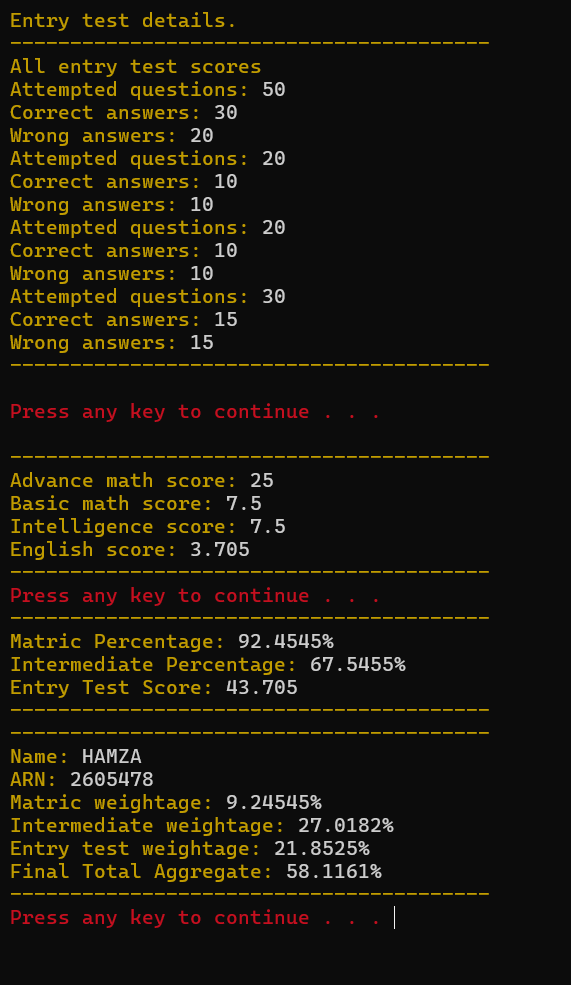 Entry test details.
----------------------------------------
All entry test scores
Attempted questions: 50
Correct answers: 30
Wrong answers: 20
Attempted questions: 20
Correct answers: 10
Wrong answers: 10
Attempted questions: 20
Correct answers: 10
Wrong answers: 10
Attempted questions: 30
Correct answers: 15
Wrong answers: 15
----------------------------------------
Press any key to continue . . .
----------------------------------------
Advance math score: 25
Basic math score: 7.5
Intelligence score: 7.5
English score: 3.705
----------------------------------------
Press any key to continue . . .
----------------------------------------
Matric Percentage: 92.4545%
Intermediate Percentage: 67.5455%
Entry Test Score: 43.705
----------------------------------------
----------------------------------------
Name: HAMZA
ARN: 2605478
Matric weightage: 9.24545%
Intermediate weightage: 27.0182%
Entry test weightage: 21.8525%
Final Total Aggregate: 58.1161%
----------------------------------------
Press any key to continue . . .